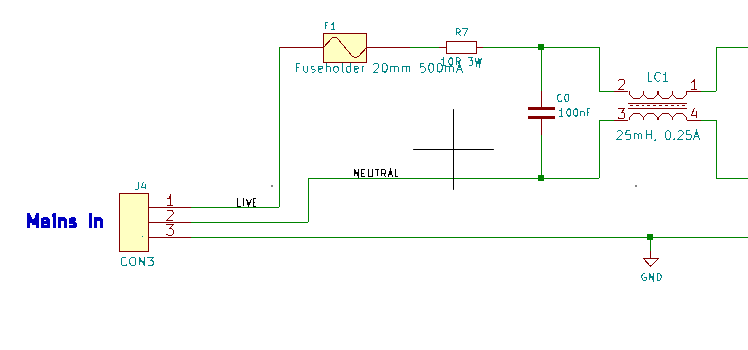 F1
Fuseholder 20mm 500mA
R7
10R 3W
C0
100nF
2
LC1
1
3
4
25mH, 0.25A
NEUTRAL
J4
1
LIVE
Mains in
2
3
CON3
GND